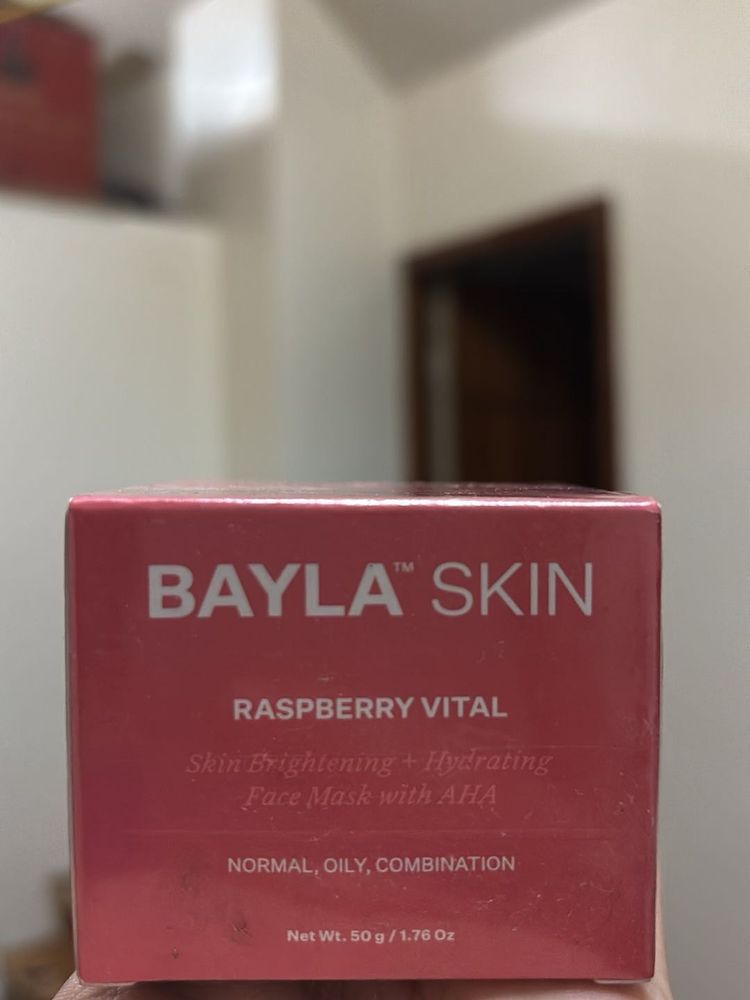 BAYLA™ SKIN
RASPBERRY VITAL
Skin Brightening + Hydrating
Face Mask with AHA
NORMAL, OILY, COMBINATION
Net Wt. 50 g / 1.76 Oz